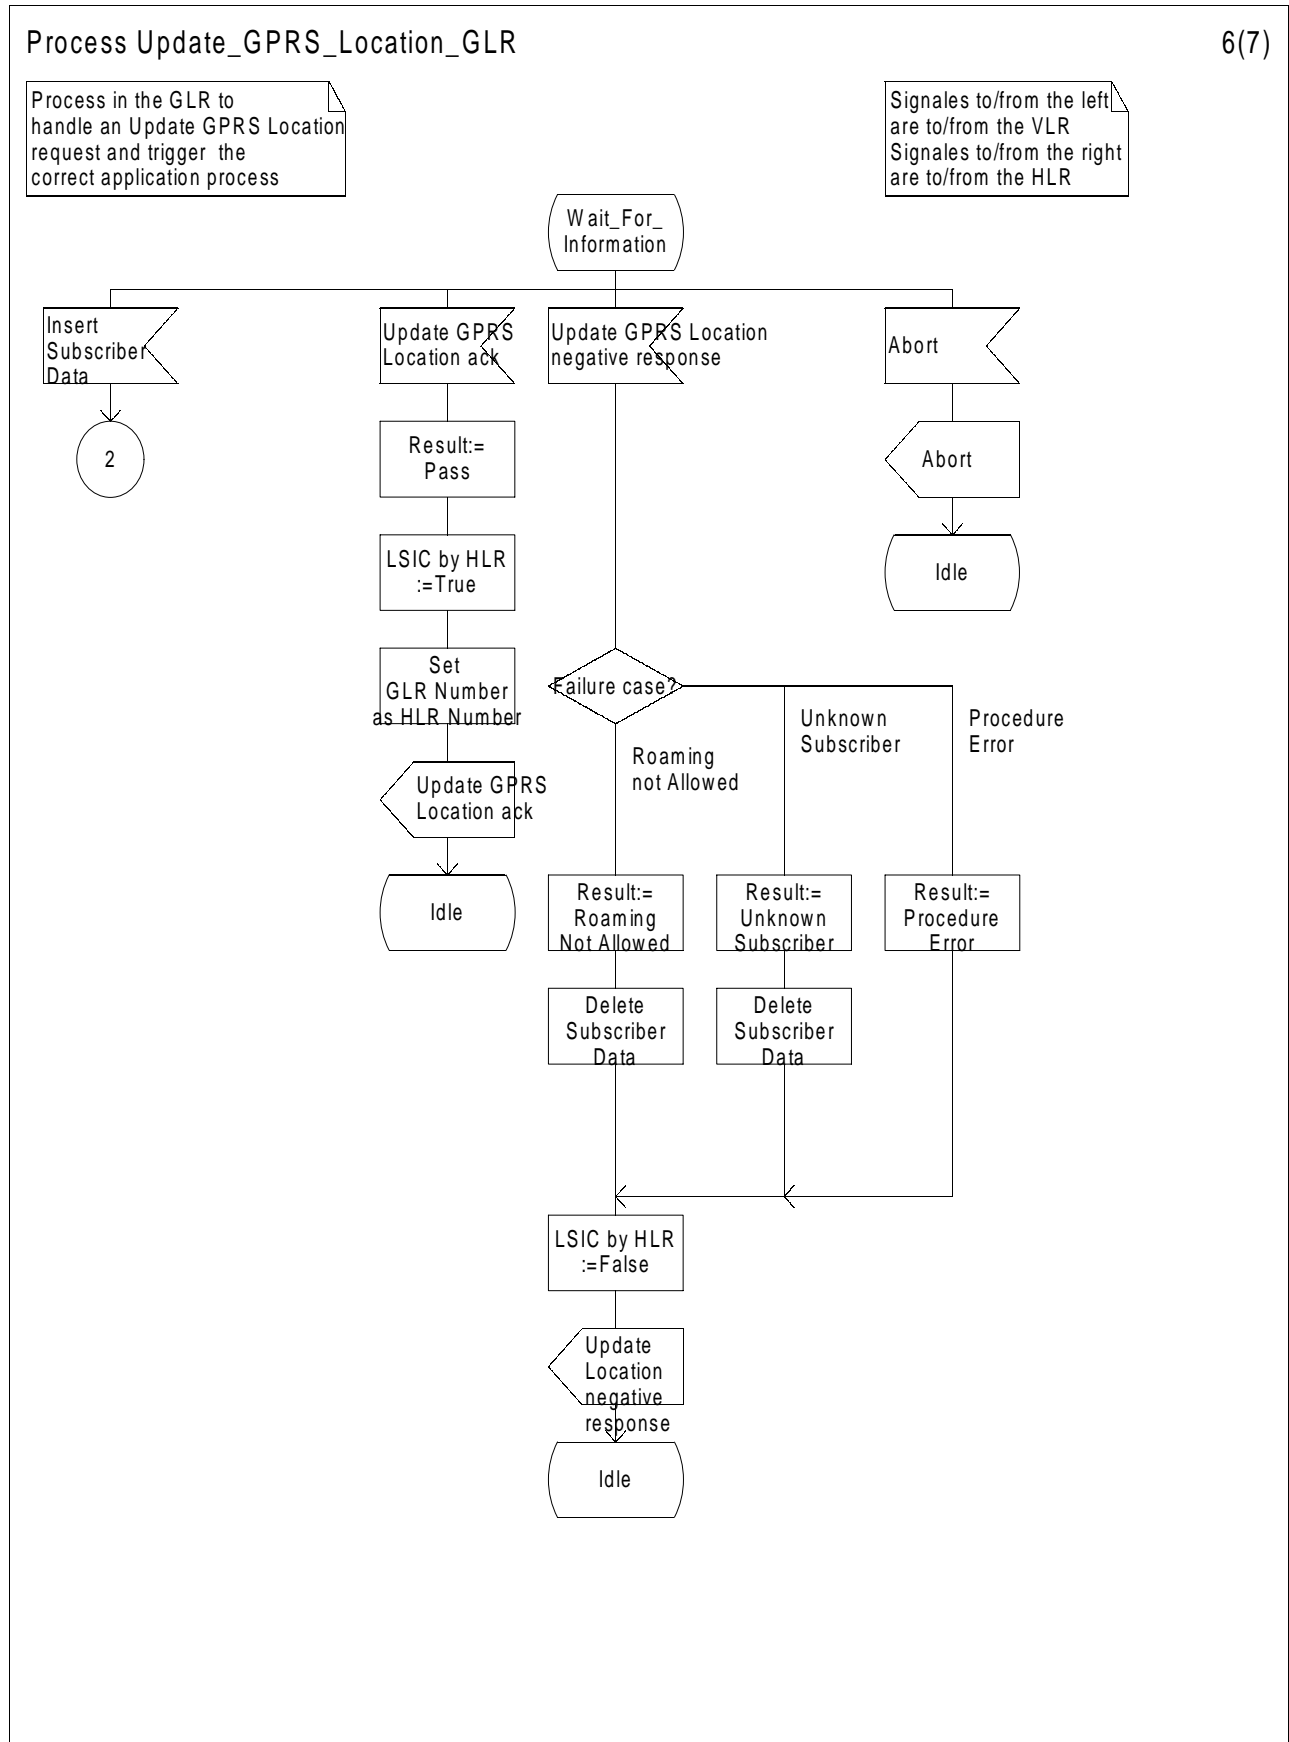 Process Update_GPRS_Location_GLR
6(7)
Process in the GLR to
handle an Update GPRS Location
request and trigger the
correct application process
Signales to/from the left
are to/from the VLR
Signales to/from the right
are to/from the HLR
Wait_For_
Information
Insert
Subscriber
Data
Update GPRS
Location ack
Update GPRS Location
negative response
Abort
2
Result:=
Pass
Abort
LSIC by HLR
:=True
Idle
Set
GLR Number
as HLR Number
Failure case?
Unknown
Subscriber
Procedure
Error
Roaming
not Allowed
Update GPRS
Location ack
Idle
Result:=
Roaming
Not Allowed
Result:=
Unknown
Subscriber
Result:=
Procedure
Error
Delete
Subscriber
Data
Delete
Subscriber
Data
LSIC by HLR
:=False
Update
Location
negative
response
Idle